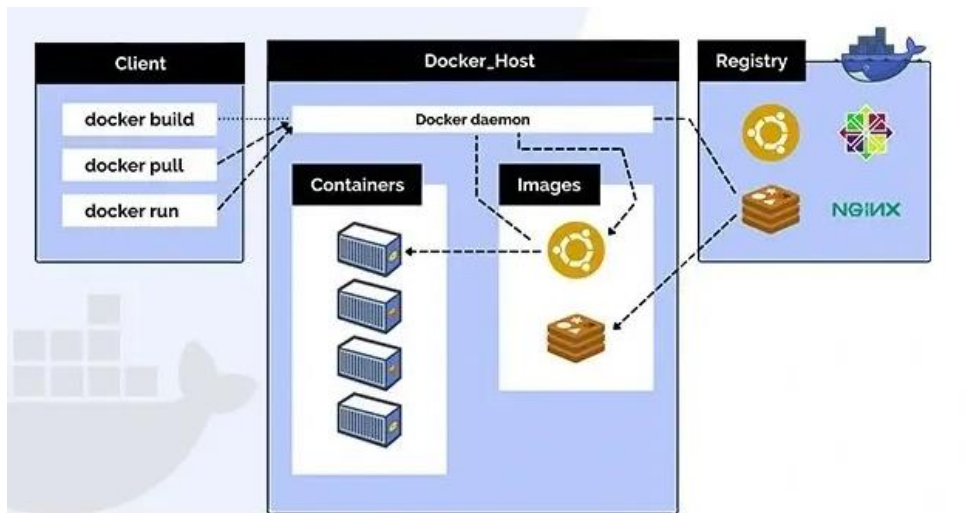 Client
docker build
docker pull
docker run
Docker_Host
Docker daemon
Containers
Images
Registry
NGiNX